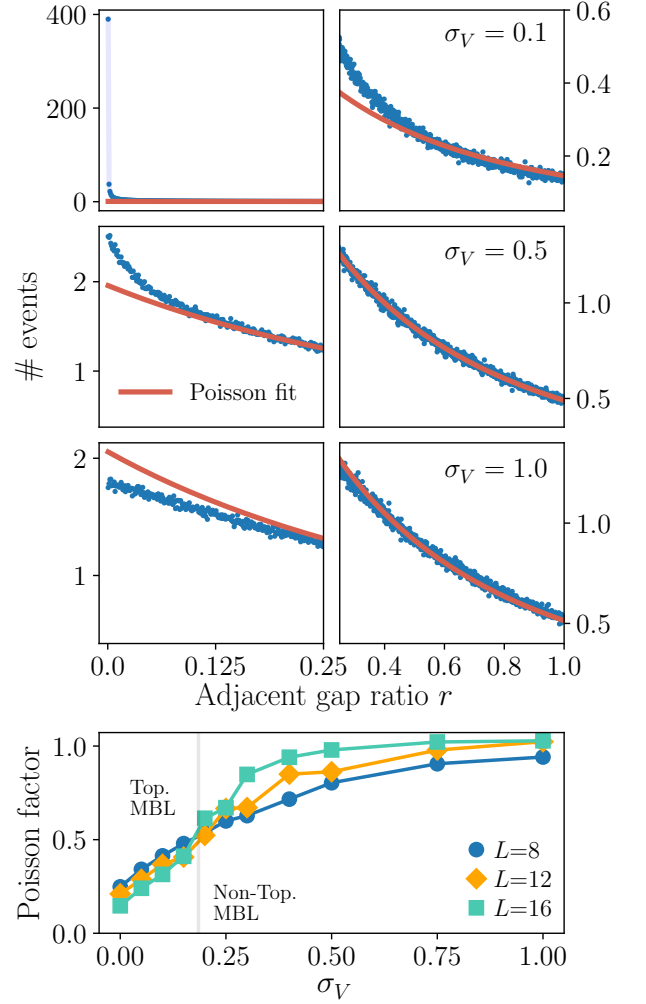 400
200
0
# events
σ_V = 0.1
0.6
0.4
0.2
2
1
Poisson fit
σ_V = 0.5
1.0
0.5
2
1
σ_V = 1.0
1.0
0.5
0.0
0.125
0.25
0.4
0.6
0.8
1.0
Adjacent gap ratio r
Poisson factor
1.0
0.5
0.0
Top.
MBL
Non-Top.
MBL
L=8
L=12
L=16
0.00
0.25
0.50
0.75
1.00
σ_V